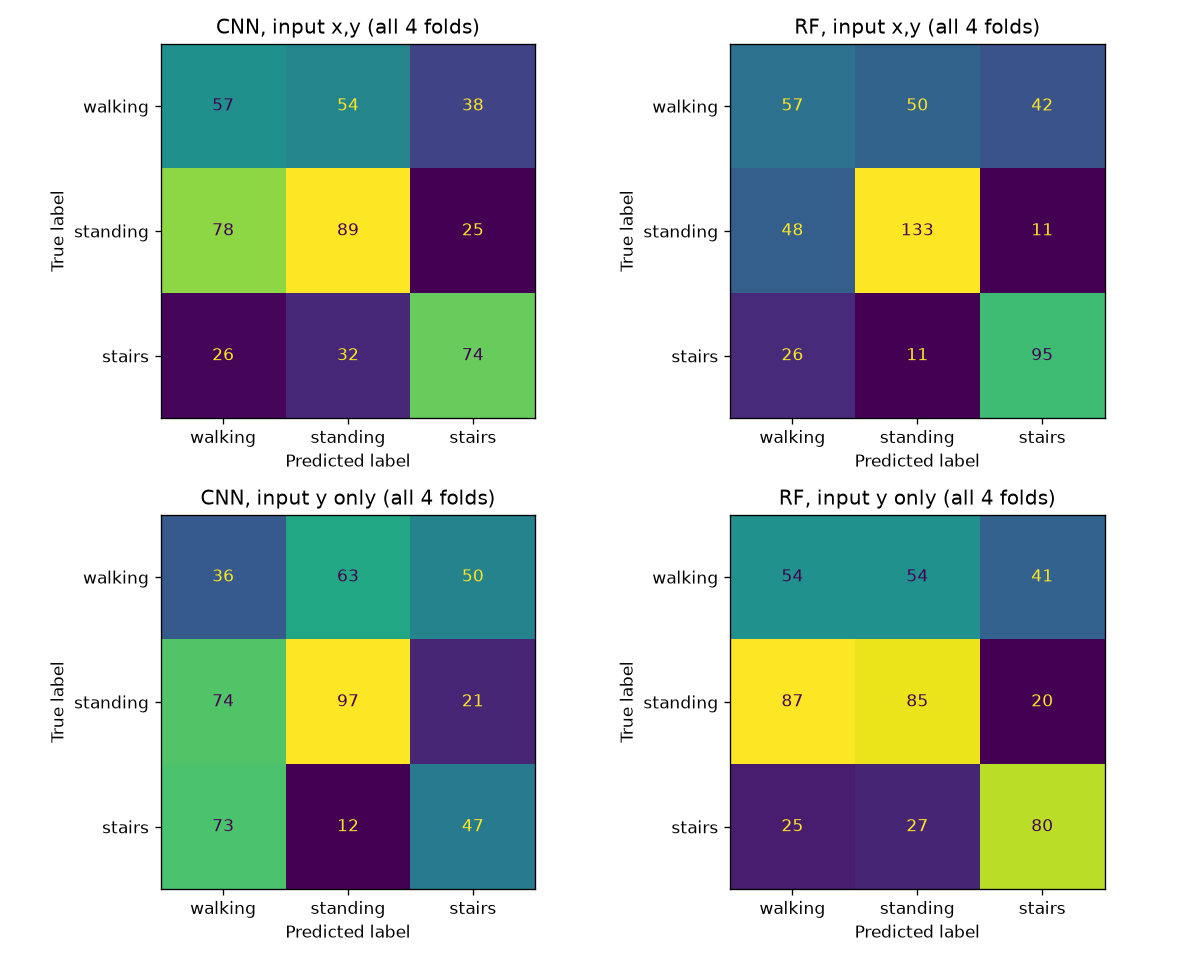 CNN, input x,y (all 4 folds)
walking 57 54 38
standing 78 89 25
stairs 26 32 74
walking standing stairs
Predicted label
True label
RF, input x,y (all 4 folds)
walking 57 50 42
standing 48 133 11
stairs 26 11 95
walking standing stairs
Predicted label
True label
CNN, input y only (all 4 folds)
walking 36 63 50
standing 74 97 21
stairs 73 12 47
walking standing stairs
Predicted label
True label
RF, input y only (all 4 folds)
walking 54 54 41
standing 87 85 20
stairs 25 27 80
walking standing stairs
Predicted label
True label